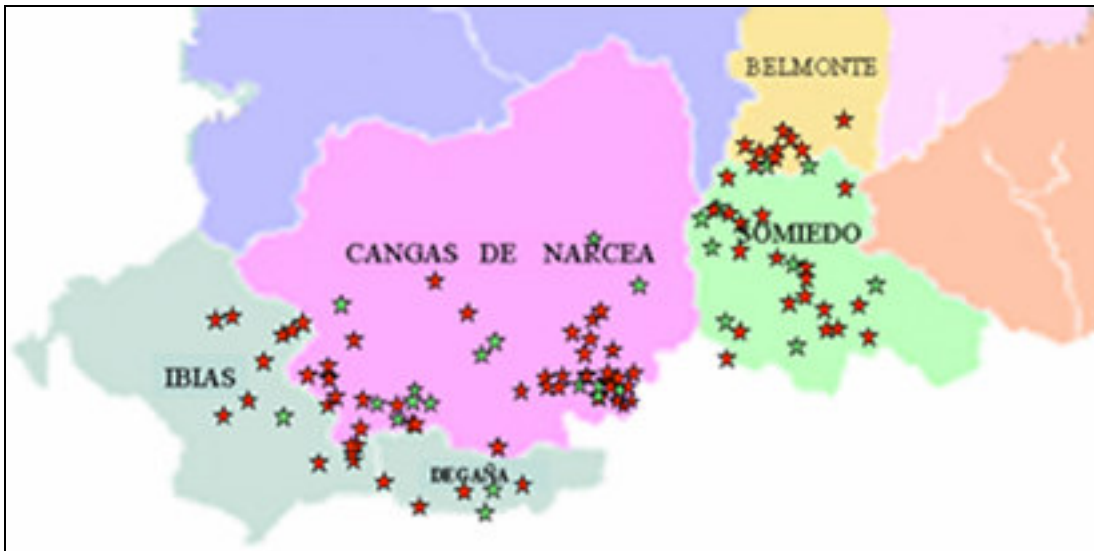 BELMONTE
SOMIEDO
CANGAS DE NARCEA
IBIAS
DEGAÑA